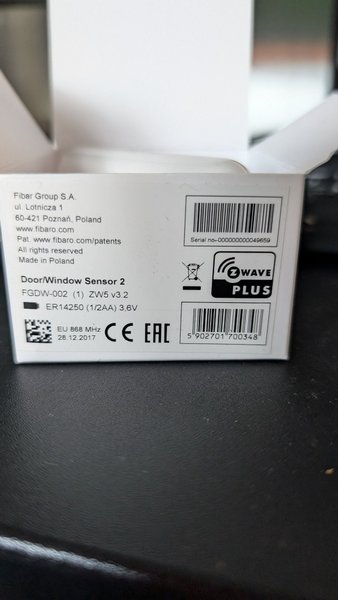 Fibar Group S.A.
ul. Lotnicza 1
60-421 Poznań, Poland
www.fibaro.com
Pat. www.fibaro.com/patents
All rights reserved
Made in Poland
Serial no=000000000049659
Door/Window Sensor 2
FGDW-002 (1) ZW5 v3.2
ER14250 (1/2AA) 3,6V
Z WAVE
PLUS
EU 868 MHz
28.12.2017
CE EAC
5 902701 700348